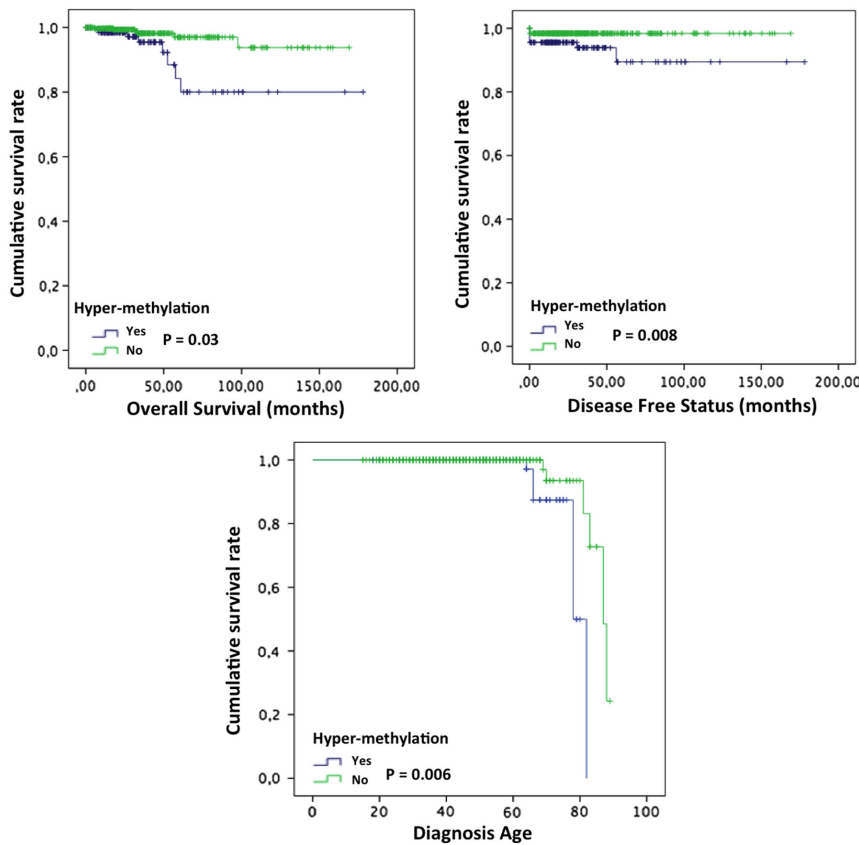 Cumulative survival rate
1,0
0,8
0,6
0,4
0,2
0,0
Hyper-methylation
Yes
No
P = 0.03
,00
50,00
100,00
150,00
200,00
Overall Survival (months)
Cumulative survival rate
1,0
0,8
0,6
0,4
0,2
0,0
Hyper-methylation
Yes
No
P = 0.008
,00
50,00
100,00
150,00
200,00
Disease Free Status (months)
Cumulative survival rate
1,0
0,8
0,6
0,4
0,2
0,0
Hyper-methylation
Yes
No
P = 0.006
0
20
40
60
80
100
Diagnosis Age